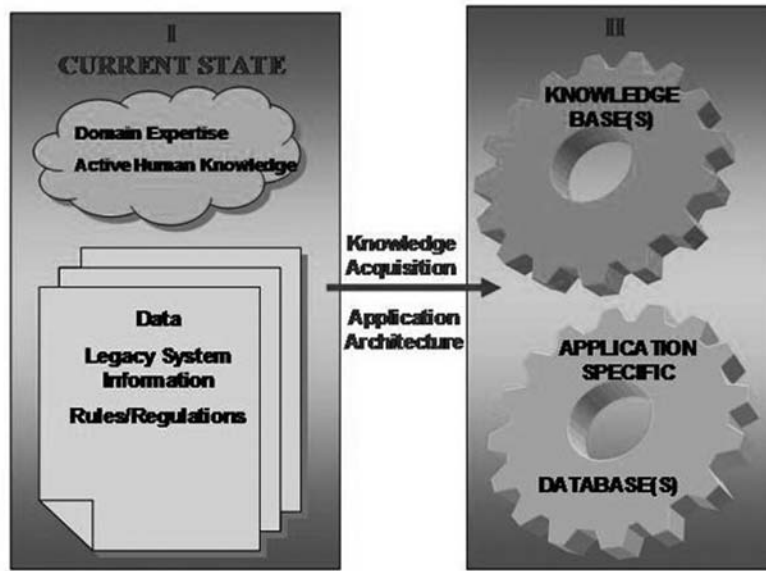 I
CURRENT STATE
Domain Expertise
Active Human Knowledge
Data
Legacy System
Information
Rules/Regulations
Knowledge
Acquisition
Application
Architecture
II
KNOWLEDGE
BASE(S)
APPLICATION
SPECIFIC
DATABASE(S)